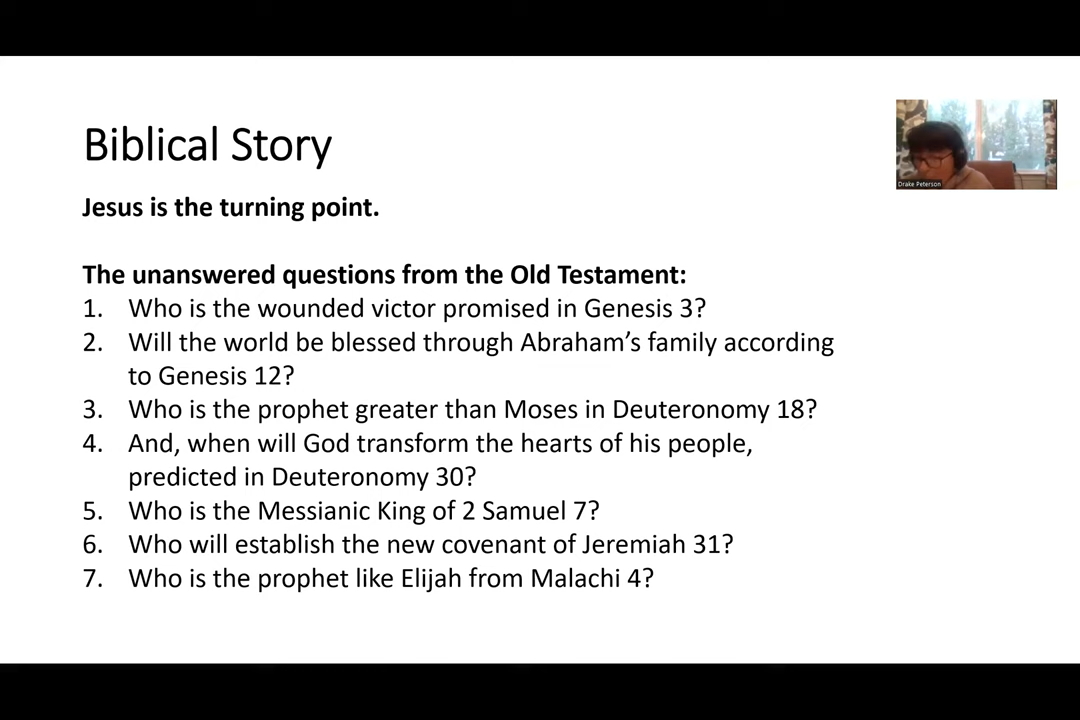 Biblical Story
Drake Peterson
Jesus is the turning point.
The unanswered questions from the Old Testament:
1. Who is the wounded victor promised in Genesis 3?
2. Will the world be blessed through Abraham’s family according
to Genesis 12?
3. Who is the prophet greater than Moses in Deuteronomy 18?
4. And, when will God transform the hearts of his people,
predicted in Deuteronomy 30?
5. Who is the Messianic King of 2 Samuel 7?
6. Who will establish the new covenant of Jeremiah 31?
7. Who is the prophet like Elijah from Malachi 4?